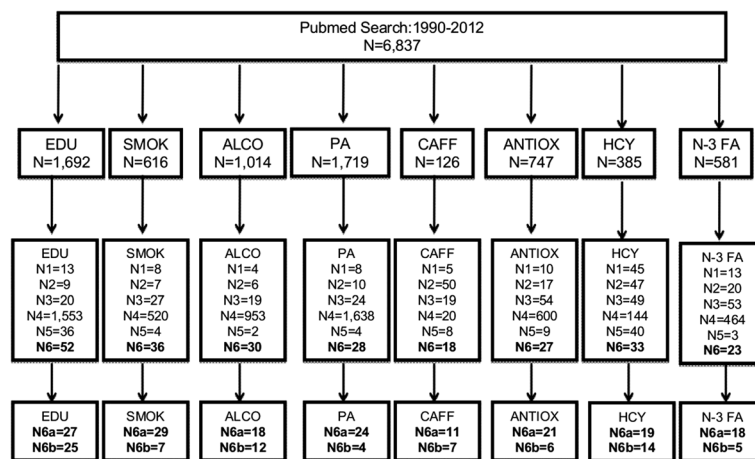 Pubmed Search:1990-2012
N=6,837
EDU
N=1,692
SMOK
N=616
ALCO
N=1,014
PA
N=1,719
CAFF
N=126
ANTIOX
N=747
HCY
N=385
N-3 FA
N=581
EDU
N1=13
N2=9
N3=20
N4=1,553
N5=36
N6=52
SMOK
N1=8
N2=7
N3=27
N4=520
N5=4
N6=36
ALCO
N1=4
N2=6
N3=19
N4=953
N5=2
N6=30
PA
N1=8
N2=10
N3=24
N4=1,638
N5=4
N6=28
CAFF
N1=5
N2=50
N3=19
N4=20
N5=8
N6=18
ANTIOX
N1=10
N2=17
N3=54
N4=600
N5=9
N6=27
HCY
N1=45
N2=47
N3=49
N4=144
N5=40
N6=33
N-3 FA
N1=13
N2=20
N3=53
N4=464
N5=3
N6=23
EDU
N6a=27
N6b=25
SMOK
N6a=29
N6b=7
ALCO
N6a=18
N6b=12
PA
N6a=24
N6b=4
CAFF
N6a=11
N6b=7
ANTIOX
N6a=21
N6b=6
HCY
N6a=19
N6b=14
N-3 FA
N6a=18
N6b=5